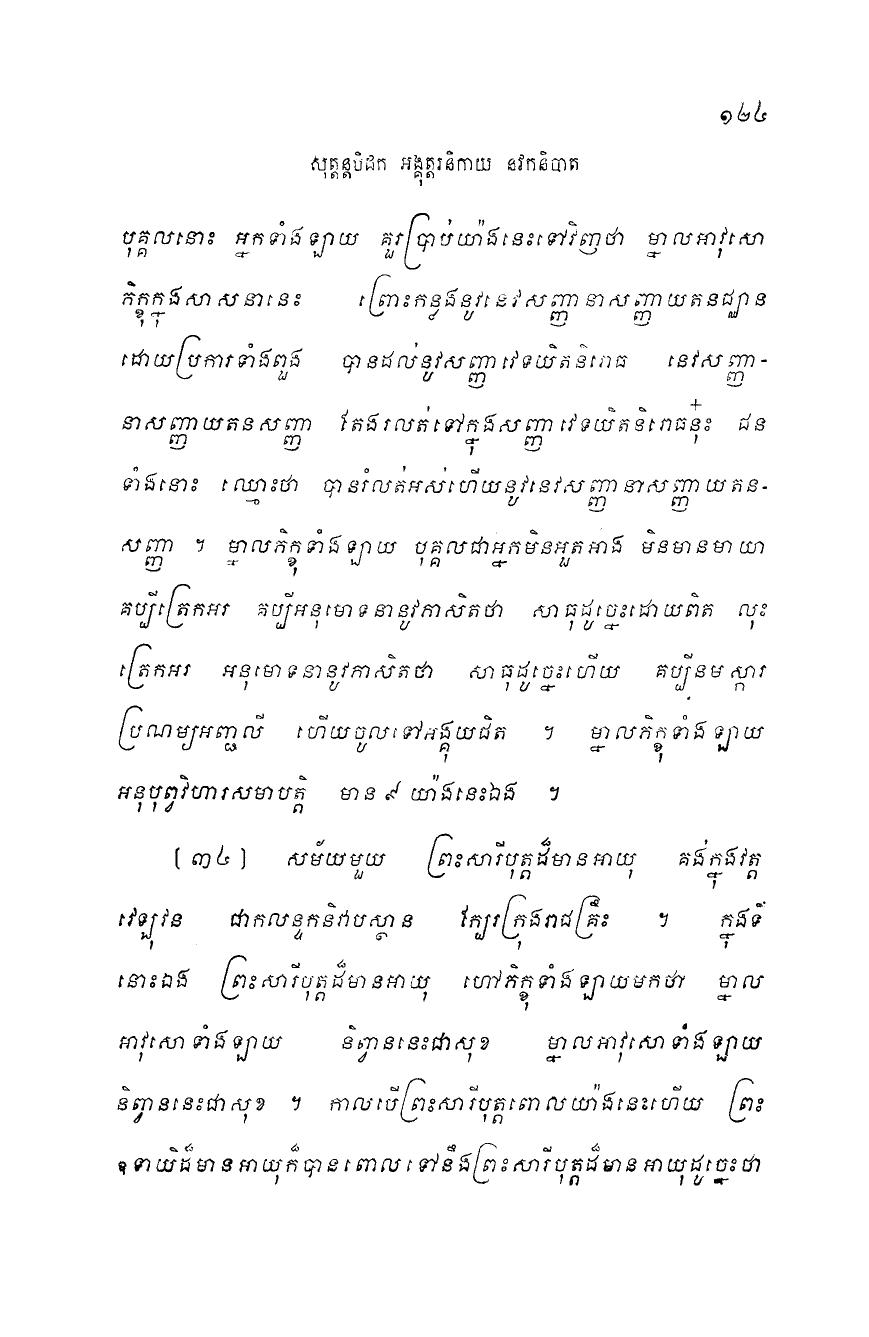 ១២៤
សុត្តន្តបិដក អង្គុត្តរនិកាយ នវកនិបាត
បុគ្គលនោះ អ្នកទាំងឡាយ គួរប្រាប់យ៉ាងនេះទៅវិញថា ម្នាលអាវុសោ
ភិក្ខុក្នុងសាសនានេះ ព្រោះកន្លងនូវនេវសញ្ញានាសញ្ញាយតនជ្ឈាន
ដោយប្រការទាំងពួង បានដល់នូវសញ្ញាវេទយិតនិរោធ នេវសញ្ញា-
នាសញ្ញាយតនសញ្ញា តែងរលត់ទៅក្នុងសញ្ញាវេទយិតនិរោធនុ៎ះ ជន
ទាំងនោះ ឈ្មោះថា បានរំលត់អស់ហើយនូវនេវសញ្ញានាសញ្ញាយតន-
សញ្ញា ។ ម្នាលភិក្ខុទាំងឡាយ បុគ្គលជាអ្នកមិនអួតអាង មិនមានមាយា
គប្បីត្រេកអរ គប្បីអនុមោទនានូវភាសិតថា សាធុដូច្នេះដោយពិត លុះ
ត្រេកអរ អនុមោទនានូវភាសិតថា សាធុដូច្នេះហើយ គប្បីនមស្ការ
ប្រណម្យអញ្ជលី ហើយចូលទៅអង្គុយជិត ។ ម្នាលភិក្ខុទាំងឡាយ
អនុបុព្វវិហារសមាបត្តិ មាន ៩ យ៉ាងនេះឯង ។
[ ៣៤ ] សម័យមួយ ព្រះសារីបុត្តដ៏មានអាយុ គង់ក្នុងវត្ត
វេឡុវន ជាកលន្ទកនិវាបស្ថាន ក្បែរក្រុងរាជគ្រឹះ ។ ក្នុងទី
នោះឯង ព្រះសារីបុត្តដ៏មានអាយុ ហៅភិក្ខុទាំងឡាយមកថា ម្នាល
អាវុសោទាំងឡាយ និព្វាននេះជាសុខ ម្នាលអាវុសោទាំងឡាយ
និព្វាននេះជាសុខ ។ កាលបើព្រះសារីបុត្តពោលយ៉ាងនេះហើយ ព្រះ
ឧទាយិដ៏មានអាយុក៏បានពោលទៅនឹងព្រះសារីបុត្តដ៏មានអាយុដូច្នេះថា